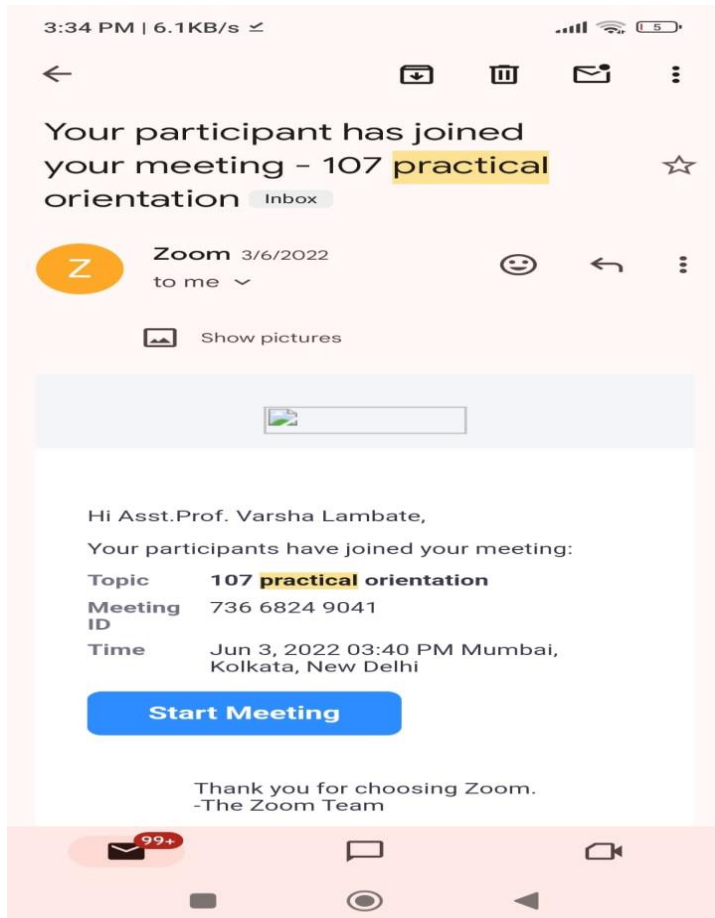 3:34 PM | 6.1KB/s
5
Your participant has joined
your meeting - 107 practical
orientation Inbox
Z
Zoom 3/6/2022
to me
Show pictures
Hi Asst.Prof. Varsha Lambate,
Your participants have joined your meeting:
Topic 107 practical orientation
Meeting ID 736 6824 9041
Time Jun 3, 2022 03:40 PM Mumbai,
Kolkata, New Delhi
Start Meeting
Thank you for choosing Zoom.
-The Zoom Team
99+